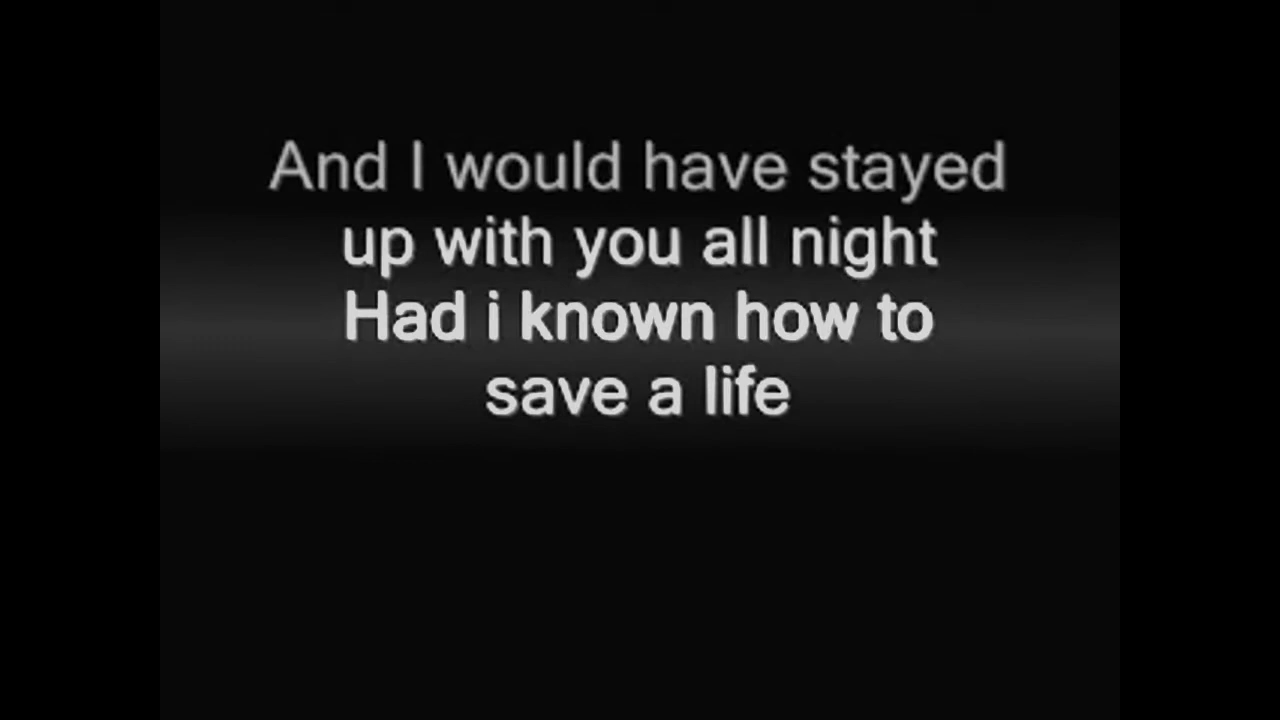 And I would have stayed
up with you all night
Had i known how to
save a life